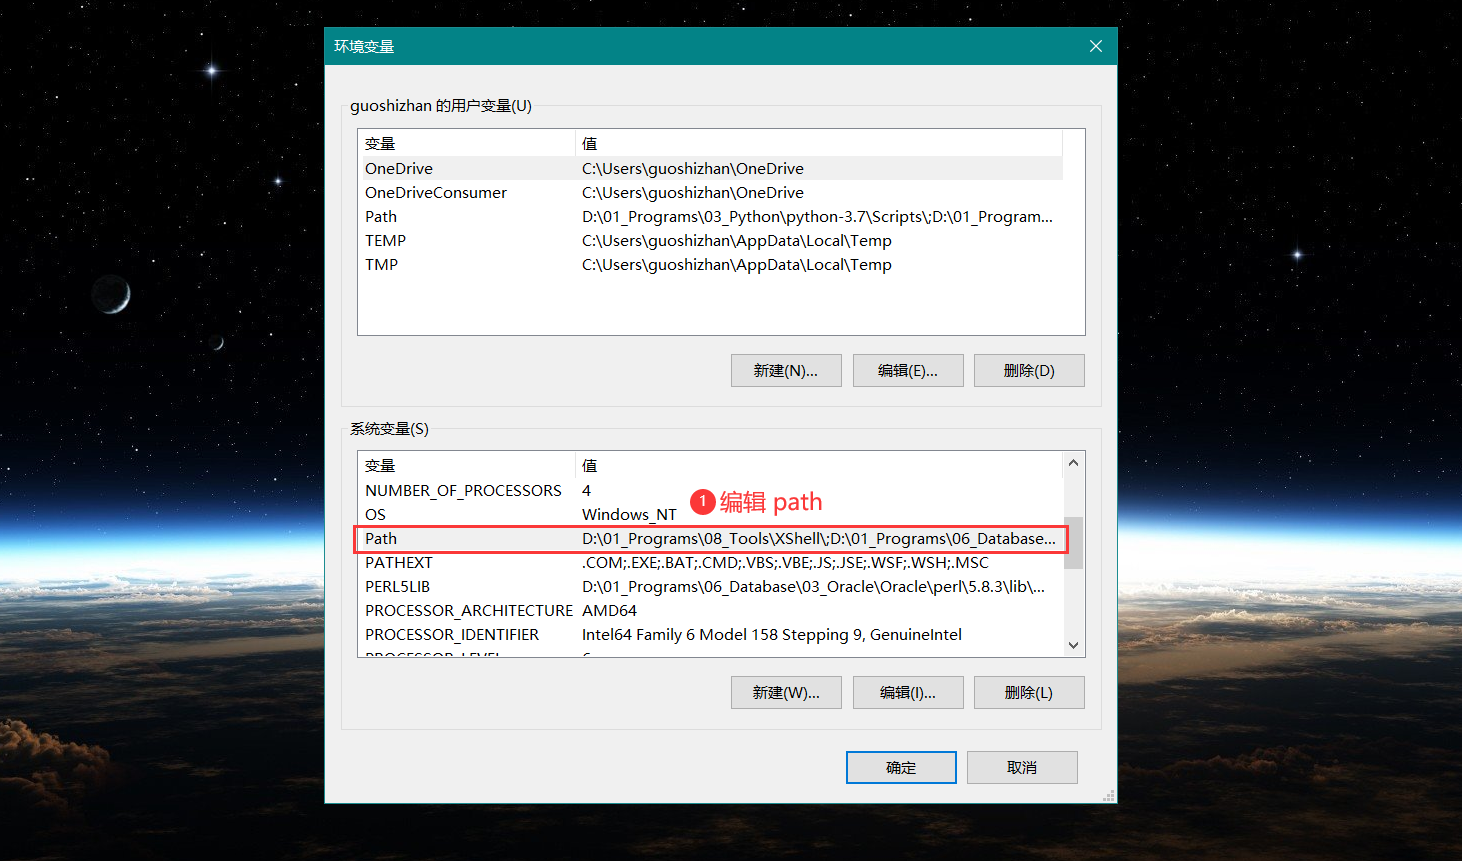 环境变量
guoshizhan 的用户变量(U)
变量 值
OneDrive C:\Users\guoshizhan\OneDrive
OneDriveConsumer C:\Users\guoshizhan\OneDrive
Path D:\01_Programs\03_Python\python-3.7\Scripts\;D:\01_Program...
TEMP C:\Users\guoshizhan\AppData\Local\Temp
TMP C:\Users\guoshizhan\AppData\Local\Temp
新建(N)... 编辑(E)... 删除(D)
系统变量(S)
变量 值
NUMBER_OF_PROCESSORS 4
1 编辑 path
OS Windows_NT
Path D:\01_Programs\08_Tools\XShell\;D:\01_Programs\06_Database...
PATHEXT .COM;.EXE;.BAT;.CMD;.VBS;.VBE;.JS;.JSE;.WSF;.WSH;.MSC
PERL5LIB D:\01_Programs\06_Database\03_Oracle\Oracle\perl\5.8.3\lib\...
PROCESSOR_ARCHITECTURE AMD64
PROCESSOR_IDENTIFIER Intel64 Family 6 Model 158 Stepping 9, GenuineIntel
PROCESSOR_LEVEL 6
新建(W)... 编辑(I)... 删除(L)
确定 取消